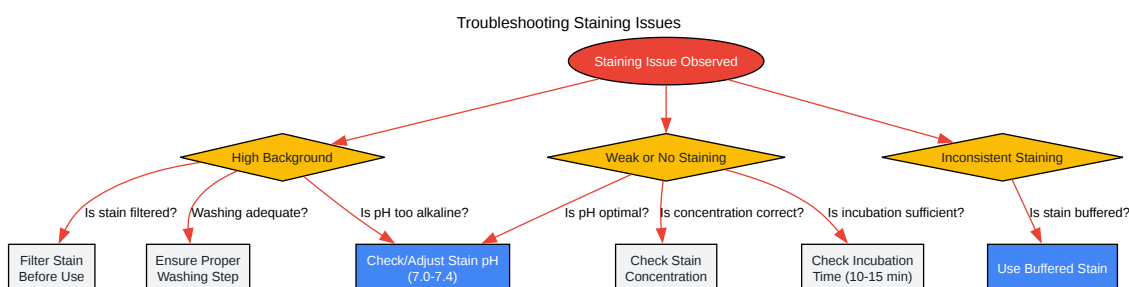 Troubleshooting Staining Issues
Staining Issue Observed
High Background
Weak or No Staining
Inconsistent Staining
Is stain filtered?
Washing adequate?
Is pH too alkaline?
Is pH optimal?
Is concentration correct?
Is incubation sufficient?
Is stain buffered?
Filter Stain
Before Use
Ensure Proper
Washing Step
Check/Adjust Stain pH
(7.0-7.4)
Check Stain
Concentration
Check Incubation
Time (10-15 min)
Use Buffered Stain